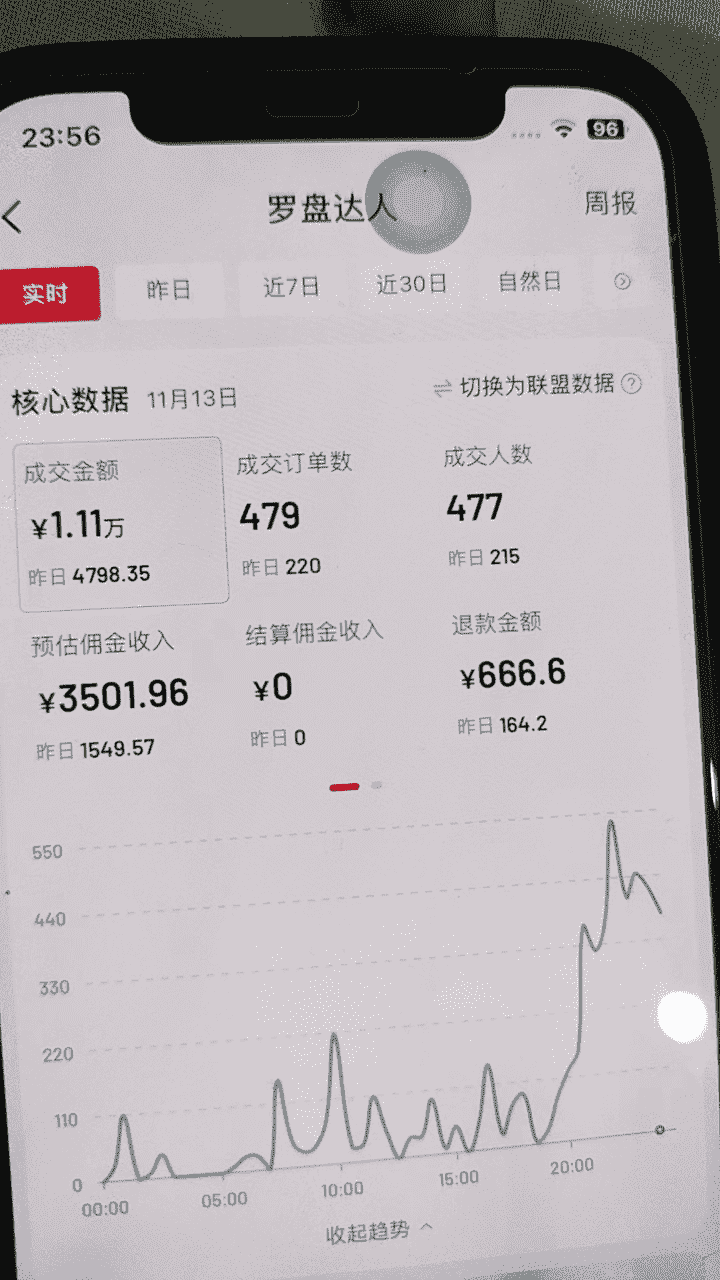 23:56
96
罗盘达人
周报
实时 昨日 近7日 近30日 自然日
核心数据 11月13日 切换为联盟数据 ?
成交金额 成交订单数 成交人数
¥1.11万 479 477
昨日 4798.35 昨日 220 昨日 215
预估佣金收入 结算佣金收入 退款金额
¥3501.96 ¥0 ¥666.6
昨日 1549.57 昨日 0 昨日 164.2
550
440
330
220
110
0
00:00 05:00 10:00 15:00 20:00
收起趋势